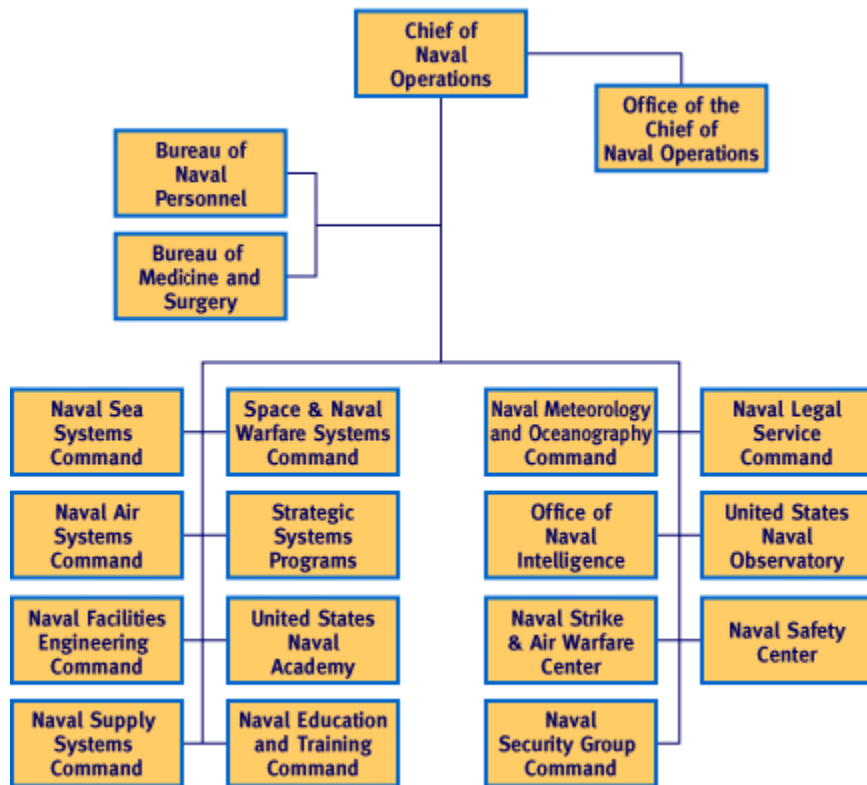 Chief of
Naval
Operations
Office of the
Chief of
Naval Operations
Bureau of
Naval
Personnel
Bureau of
Medicine and
Surgery
Naval Sea
Systems
Command
Space & Naval
Warfare Systems
Command
Naval Meteorology
and Oceanography
Command
Naval Legal
Service
Command
Naval Air
Systems
Command
Strategic
Systems
Programs
Office of
Naval
Intelligence
United States
Naval
Observatory
Naval Facilities
Engineering
Command
United States
Naval
Academy
Naval Strike
& Air Warfare
Center
Naval Safety
Center
Naval Supply
Systems
Command
Naval Education
and Training
Command
Naval
Security Group
Command